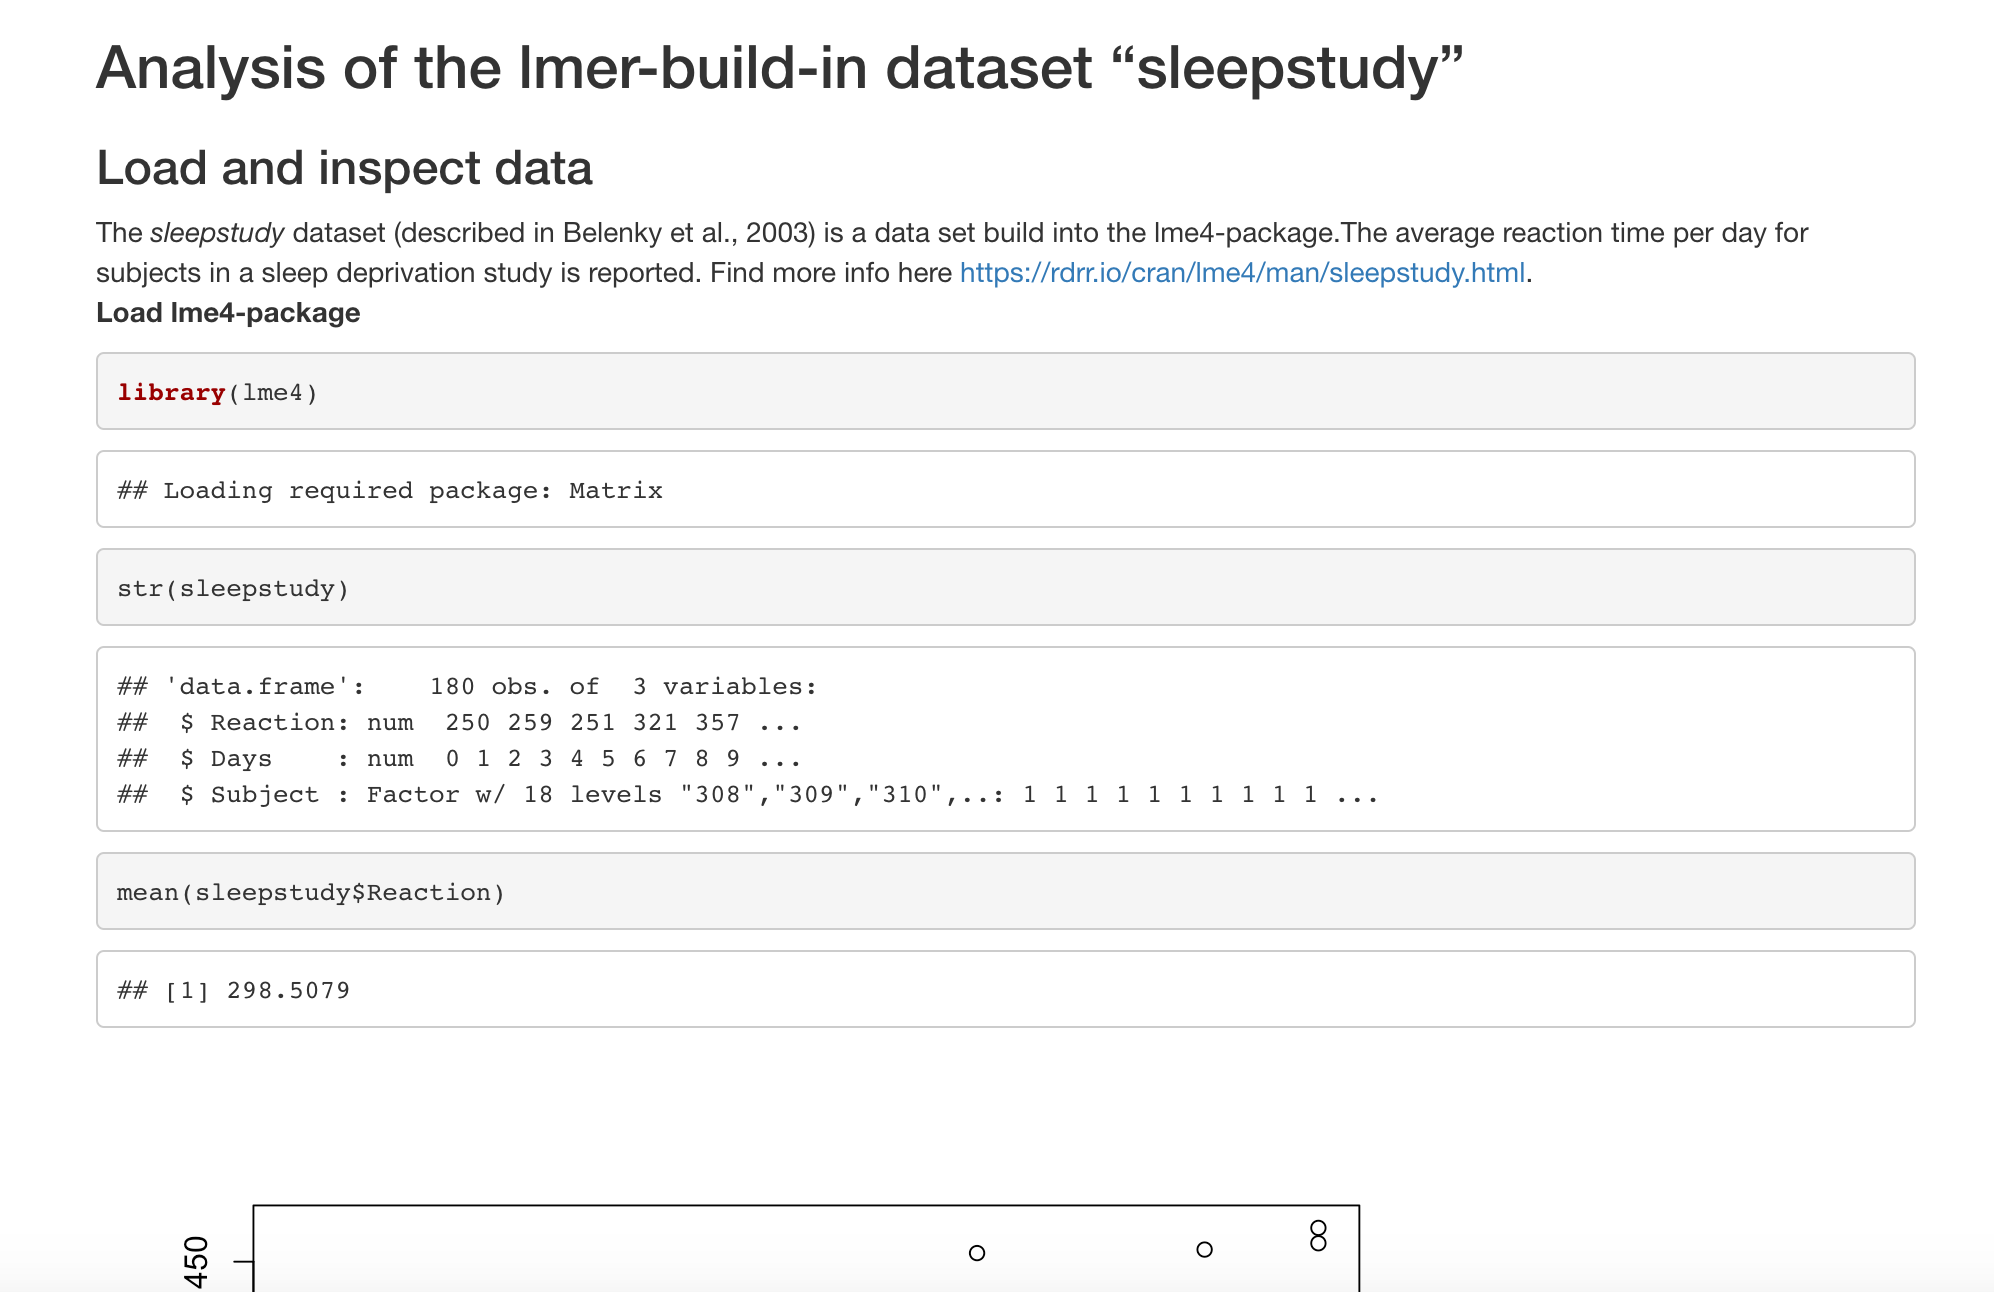 Analysis of the lmer-build-in dataset “sleepstudy”
Load and inspect data
The sleepstudy dataset (described in Belenky et al., 2003) is a data set build into the lme4-package.The average reaction time per day for
subjects in a sleep deprivation study is reported. Find more info here https://rdrr.io/cran/lme4/man/sleepstudy.html.
Load lme4-package
library(lme4)
## Loading required package: Matrix
str(sleepstudy)
## 'data.frame':    180 obs. of  3 variables:
##  $ Reaction: num  250 259 251 321 357 ...
##  $ Days    : num  0 1 2 3 4 5 6 7 8 9 ...
##  $ Subject : Factor w/ 18 levels "308","309","310",..: 1 1 1 1 1 1 1 1 1 1 ...
mean(sleepstudy$Reaction)
## [1] 298.5079
450